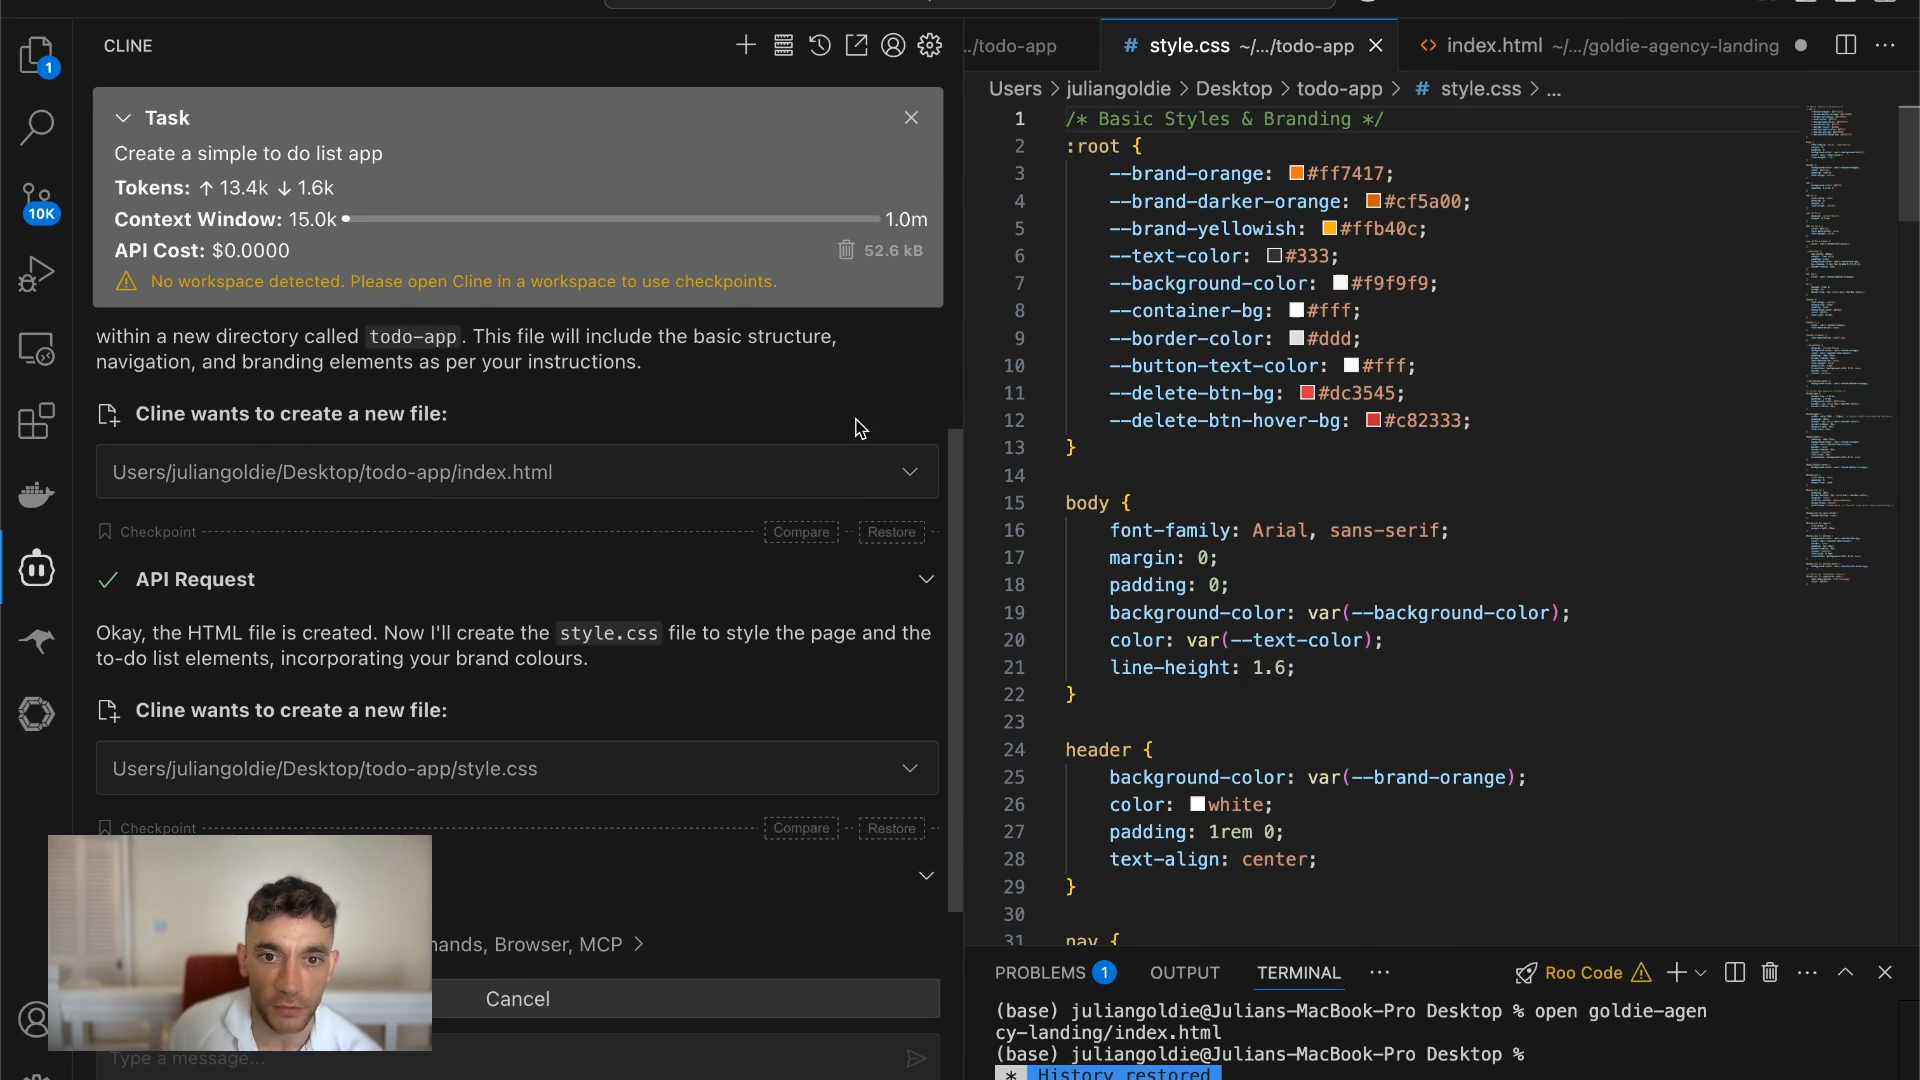 CLINE
1
10K
Task
Create a simple to do list app
Tokens: ↑ 13.4k ↓ 1.6k
Context Window: 15.0k 1.0m
API Cost: $0.0000 52.6 kB
No workspace detected. Please open Cline in a workspace to use checkpoints.
within a new directory called todo-app. This file will include the basic structure,
navigation, and branding elements as per your instructions.
Cline wants to create a new file:
Users/juliangoldie/Desktop/todo-app/index.html
Checkpoint Compare Restore
API Request
Okay, the HTML file is created. Now I'll create the style.css file to style the page and the
to-do list elements, incorporating your brand colours.
Cline wants to create a new file:
Users/juliangoldie/Desktop/todo-app/style.css
Checkpoint Compare Restore
Browser, MCP >
Cancel
Type a message...
../todo-app # style.css ~/.../todo-app index.html ~/.../goldie-agency-landing
Users > juliangoldie > Desktop > todo-app > # style.css > ...
1 /* Basic Styles & Branding */
2 :root {
3 --brand-orange: #ff7417;
4 --brand-darker-orange: #cf5a00;
5 --brand-yellowish: #ffb40c;
6 --text-color: #333;
7 --background-color: #f9f9f9;
8 --container-bg: #fff;
9 --border-color: #ddd;
10 --button-text-color: #fff;
11 --delete-btn-bg: #dc3545;
12 --delete-btn-hover-bg: #c82333;
13 }
14
15 body {
16 font-family: Arial, sans-serif;
17 margin: 0;
18 padding: 0;
19 background-color: var(--background-color);
20 color: var(--text-color);
21 line-height: 1.6;
22 }
23
24 header {
25 background-color: var(--brand-orange);
26 color: white;
27 padding: 1rem 0;
28 text-align: center;
29 }
30
31 nav {
PROBLEMS 1 OUTPUT TERMINAL ... Roo Code
(base) juliangoldie@Julians-MacBook-Pro Desktop % open goldie-agen
cy-landing/index.html
(base) juliangoldie@Julians-MacBook-Pro Desktop %
* History restored